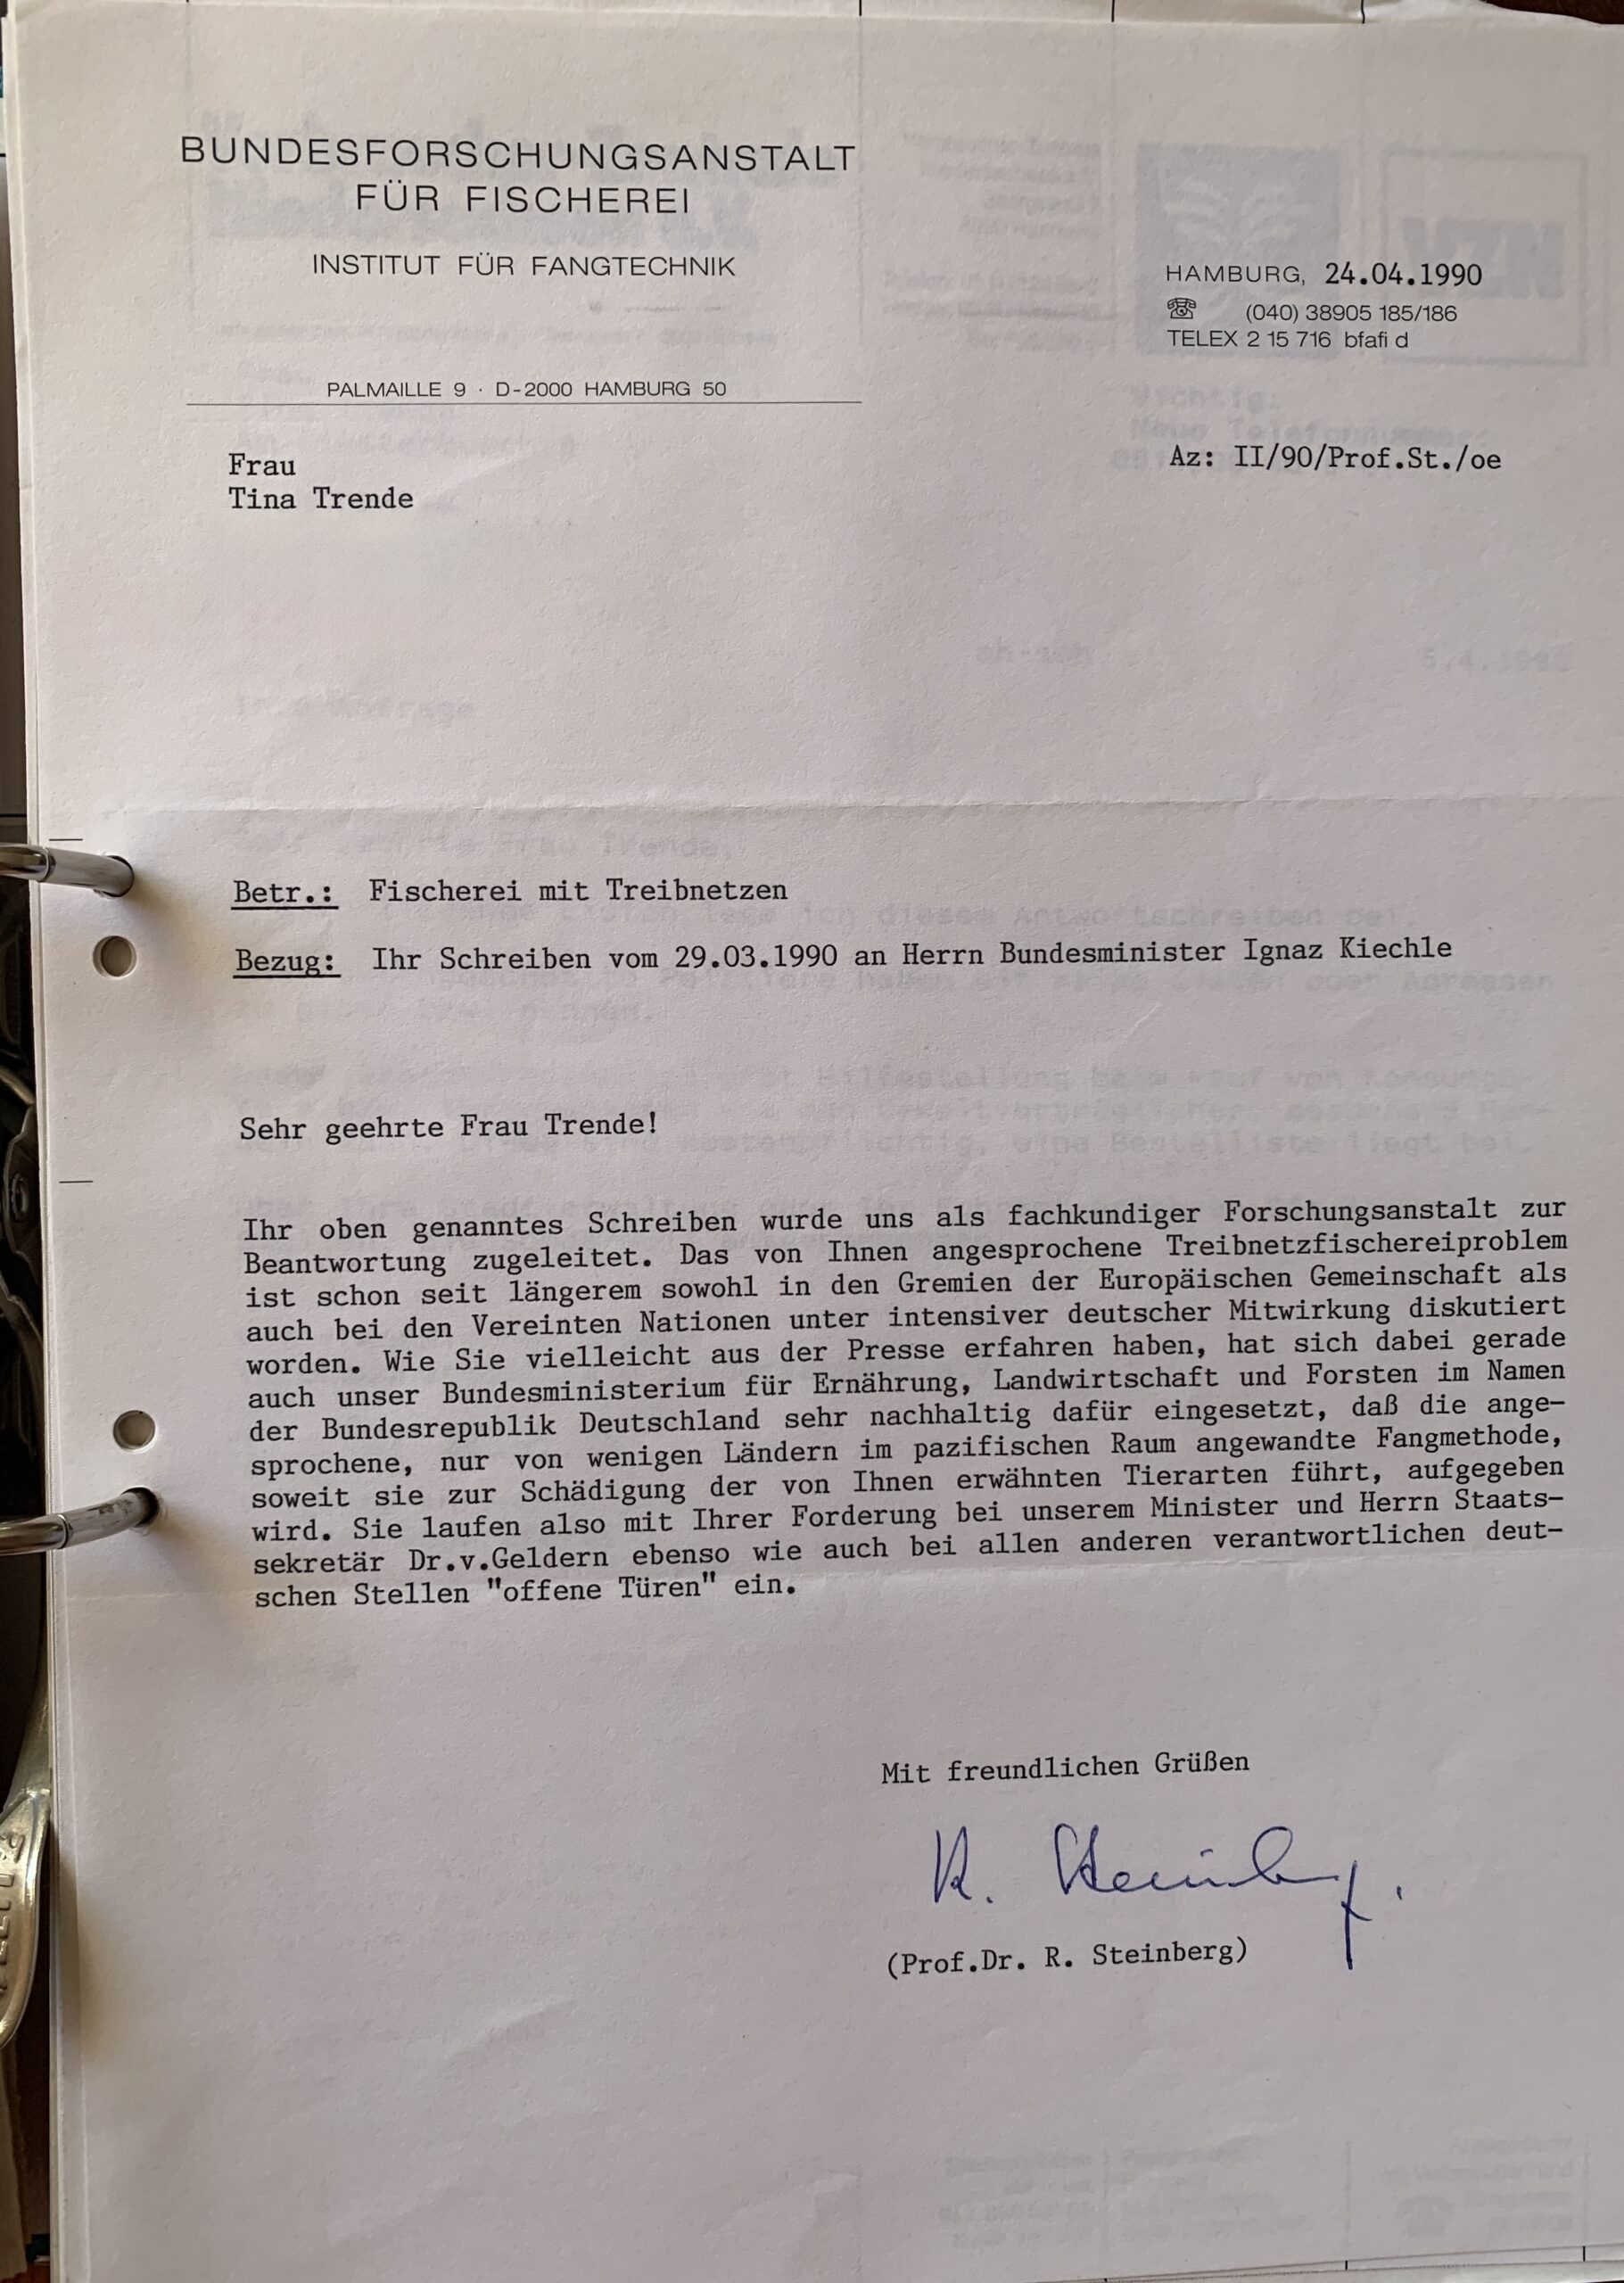 BUNDESFORSCHUNGSANSTALT
FÜR FISCHEREI
INSTITUT FÜR FANGTECHNIK
PALMAILLE 9 · D-2000 HAMBURG 50
HAMBURG, 24.04.1990
☎ (040) 38905 185/186
TELEX 2 15 716 bfafi d
Frau
Tina Trende
Az: II/90/Prof.St./oe
Betr.: Fischerei mit Treibnetzen
Bezug: Ihr Schreiben vom 29.03.1990 an Herrn Bundesminister Ignaz Kiechle
Sehr geehrte Frau Trende!
Ihr oben genanntes Schreiben wurde uns als fachkundiger Forschungsanstalt zur
Beantwortung zugeleitet. Das von Ihnen angesprochene Treibnetzfischereiproblem
ist schon seit längerem sowohl in den Gremien der Europäischen Gemeinschaft als
auch bei den Vereinten Nationen unter intensiver deutscher Mitwirkung diskutiert
worden. Wie Sie vielleicht aus der Presse erfahren haben, hat sich dabei gerade
auch unser Bundesministerium für Ernährung, Landwirtschaft und Forsten im Namen
der Bundesrepublik Deutschland sehr nachhaltig dafür eingesetzt, daß die ange-
sprochene, nur von wenigen Ländern im pazifischen Raum angewandte Fangmethode,
soweit sie zur Schädigung der von Ihnen erwähnten Tierarten führt, aufgegeben
wird. Sie laufen also mit Ihrer Forderung bei unserem Minister und Herrn Staats-
sekretär Dr.v.Geldern ebenso wie auch bei allen anderen verantwortlichen deut-
schen Stellen "offene Türen" ein.
Mit freundlichen Grüßen
R. Steinberg
(Prof.Dr. R. Steinberg)